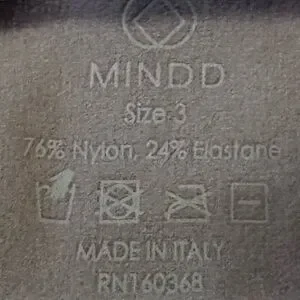 MINDD
Size 3
76% Nylon, 24% Elastane
MADE IN ITALY
RN160368